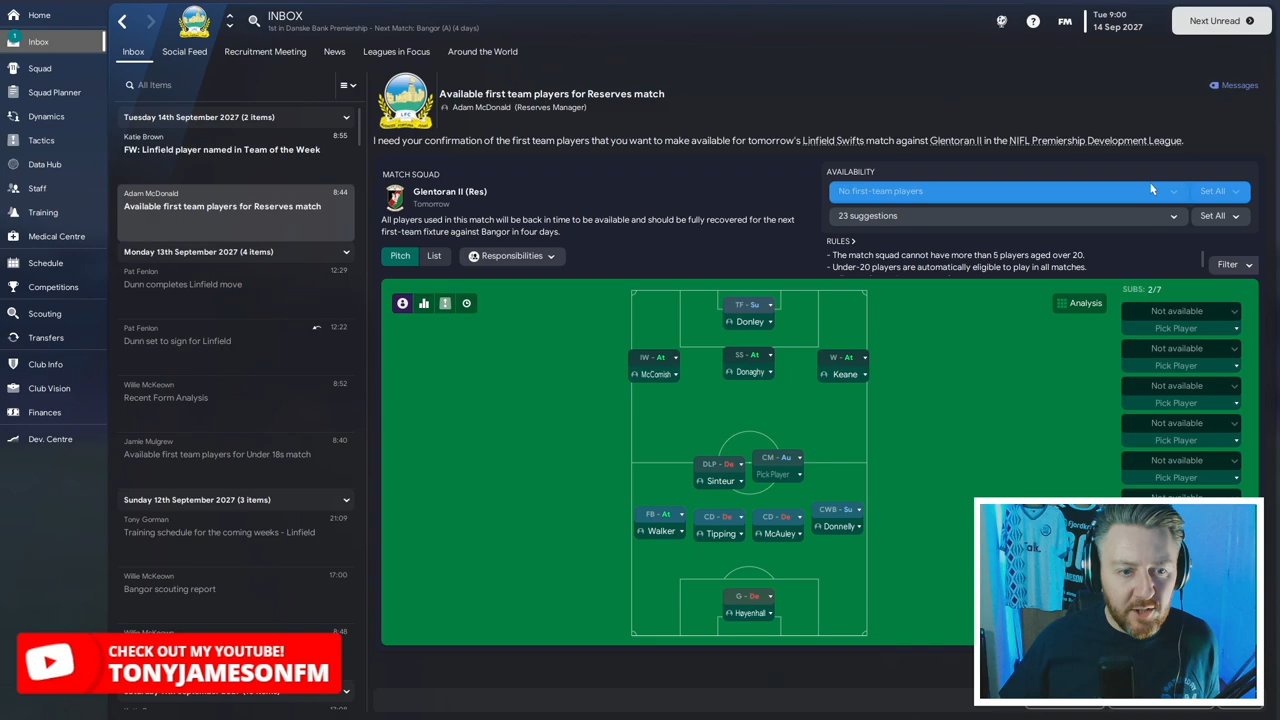 Home
Inbox
Squad
Squad Planner
Dynamics
Tactics
Data Hub
Staff
Training
Medical Centre
Schedule
Competitions
Scouting
Transfers
Club Info
Club Vision
Finances
Dev. Centre
1
INBOX
1st in Danske Bank Premiership - Next Match: Bangor (A) (4 days)
FM
Tue 9:00
14 Sep 2027
Next Unread
Inbox
Social Feed
Recruitment Meeting
News
Leagues in Focus
Around the World
All Items
Tuesday 14th September 2027 (2 items)
Katie Brown
8:55
FW: Linfield player named in Team of the Week
Adam McDonald
8:44
Available first team players for Reserves match
Monday 13th September 2027 (4 items)
Pat Fenlon
12:29
Dunn completes Linfield move
Pat Fenlon
12:22
Dunn set to sign for Linfield
Willie McKeown
8:52
Recent Form Analysis
Jamie Mulgrew
8:40
Available first team players for Under 18s match
Sunday 12th September 2027 (3 items)
Tony Gorman
21:09
Training schedule for the coming weeks - Linfield
Willie McKeown
17:00
Bangor scouting report
8:48
Available first team players for Reserves match
Adam McDonald (Reserves Manager)
Messages
I need your confirmation of the first team players that you want to make available for tomorrow's Linfield Swifts match against Glentoran II in the NIFL Premiership Development League.
MATCH SQUAD
Glentoran II (Res)
Tomorrow
All players used in this match will be back in time to be available and should be fully recovered for the next
first-team fixture against Bangor in four days.
AVAILABILITY
No first-team players
Set All
23 suggestions
Set All
RULES
- The match squad cannot have more than 5 players aged over 20.
- Under-20 players are automatically eligible to play in all matches.
Pitch
List
Responsibilities
Filter
Analysis
SUBS: 2/7
Not available
Pick Player
Not available
Pick Player
Not available
Pick Player
Not available
Pick Player
Not available
Pick Player
TF - Su
Donley
IW - At
McComish
SS - At
Donaghy
W - At
Keane
DLP - De
Sinteur
CM - Au
Pick Player
FB - At
Walker
CD - De
Tipping
CD - De
McAuley
CWB - Su
Donnelly
G - De
Høyenhall
CHECK OUT MY YOUTUBE!
TONYJAMESONFM